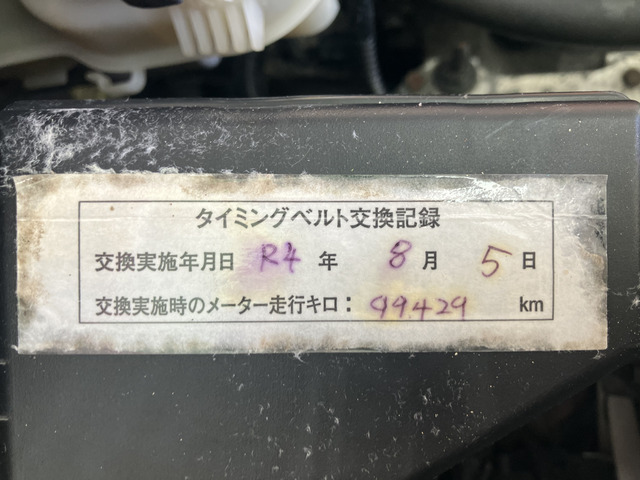 タイミングベルト交換記録
交換実施年月日 R4 年 8 月 5 日
交換実施時のメーター走行キロ： 99.429 km